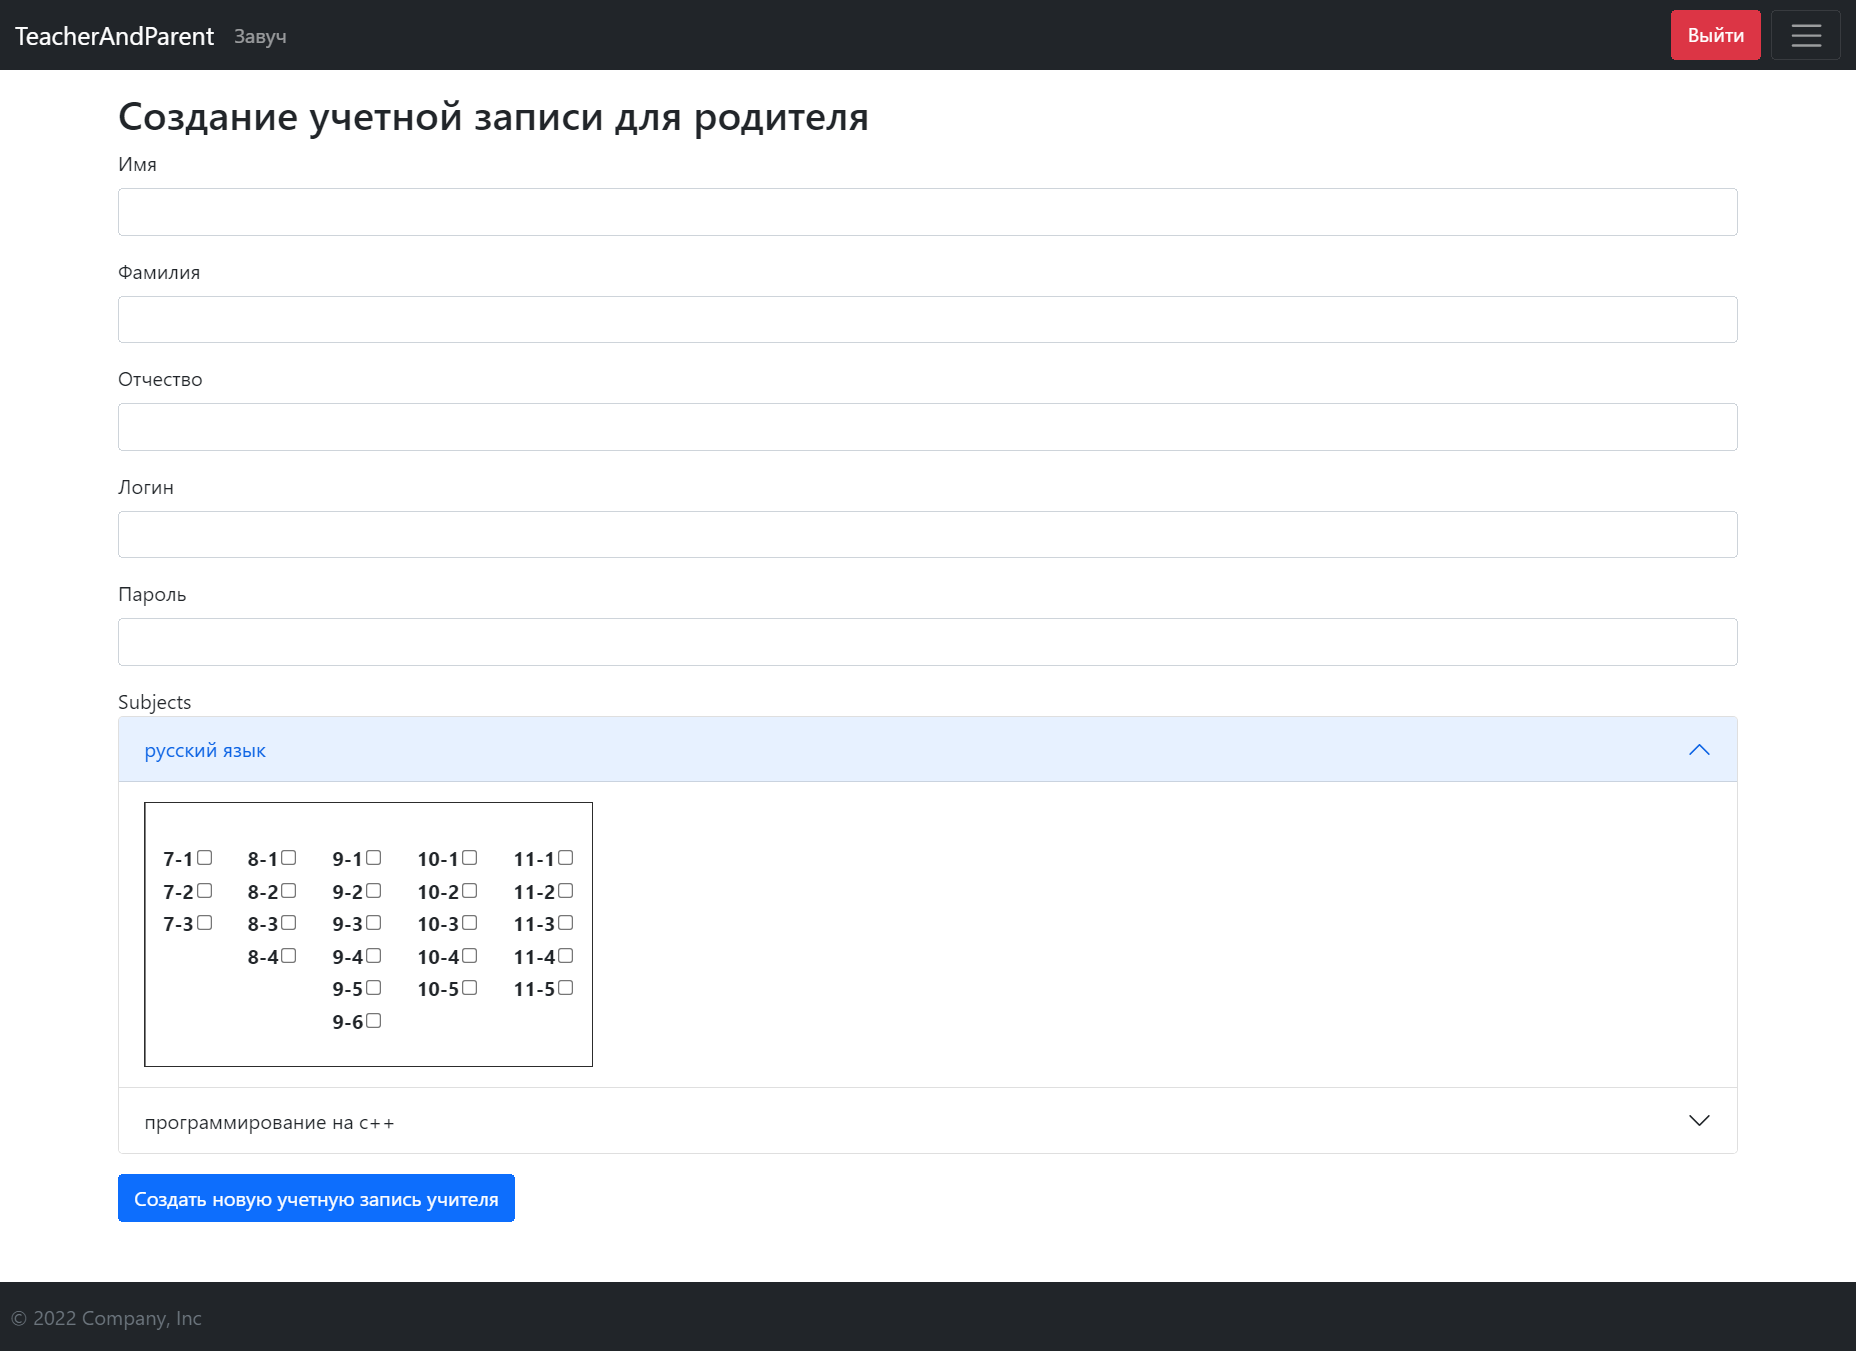 TeacherAndParent Завуч Выйти
Создание учетной записи для родителя
Имя
Фамилия
Отчество
Логин
Пароль
Subjects
русский язык
7-1 8-1 9-1 10-1 11-1
7-2 8-2 9-2 10-2 11-2
7-3 8-3 9-3 10-3 11-3
8-4 9-4 10-4 11-4
9-5 10-5 11-5
9-6
программирование на c++
Создать новую учетную запись учителя
© 2022 Company, Inc